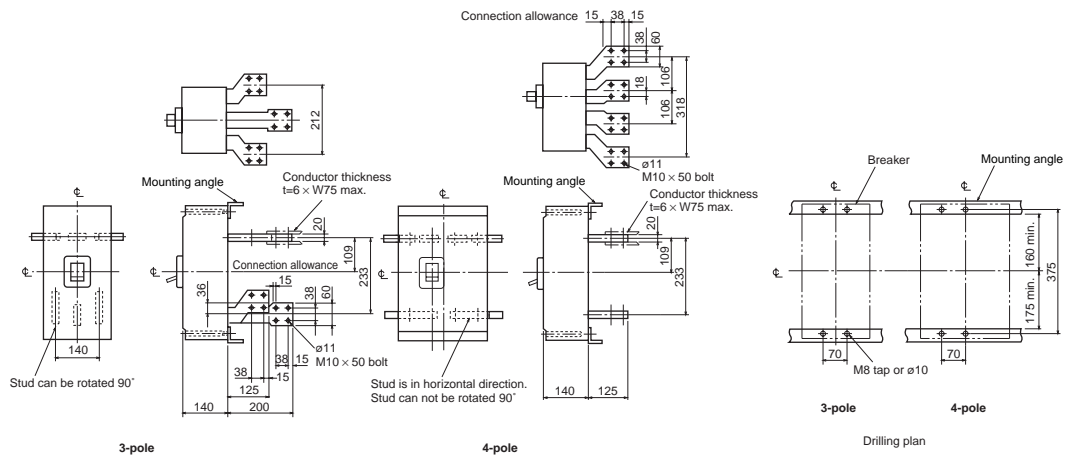 Connection allowance
15 38 15
38
60
106
18
106
318
ø11
M10 × 50 bolt
212
Conductor thickness
t=6 × W75 max.
Mounting angle
20
109
233
Connection allowance
15
36
38
60
ø11
M10 × 50 bolt
38
15
38
15
125
140
200
℄
℄
140
Stud can be rotated 90°
℄
3-pole
℄
℄
Stud is in horizontal direction.
Stud can not be rotated 90°
Mounting angle
Conductor thickness
t=6 × W75 max.
20
109
233
℄
140
125
4-pole
Breaker
Mounting angle
℄
℄
℄
160 min.
175 min.
375
70
70
M8 tap or ø10
3-pole
4-pole
Drilling plan